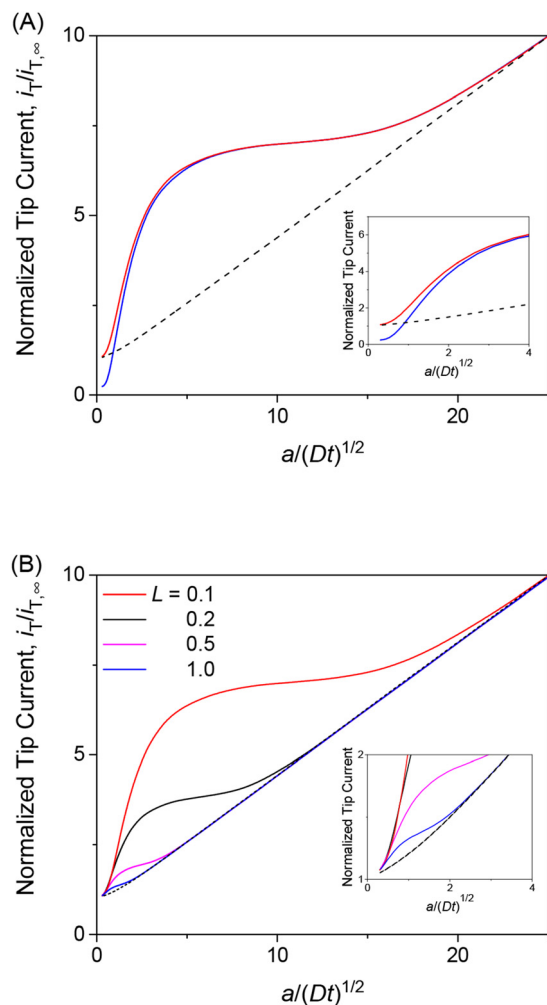 (A)
10
5
0
Normalized Tip Current, i_T/i_T,∞
0
10
20
a/(Dt)^1/2
6
4
2
0
Normalized Tip Current
0
2
4
a/(Dt)^1/2
(B)
10
5
0
Normalized Tip Current, i_T/i_T,∞
L = 0.1
0.2
0.5
1.0
0
10
20
a/(Dt)^1/2
2
1
Normalized Tip Current
0
2
4
a/(Dt)^1/2